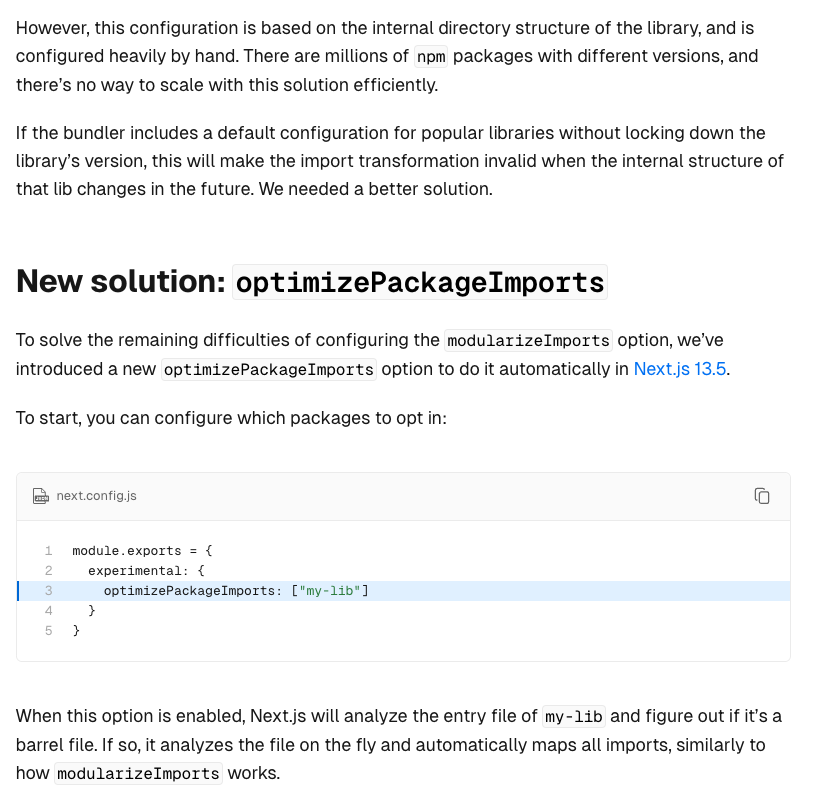 However, this configuration is based on the internal directory structure of the library, and is
configured heavily by hand. There are millions of npm packages with different versions, and
there’s no way to scale with this solution efficiently.
If the bundler includes a default configuration for popular libraries without locking down the
library’s version, this will make the import transformation invalid when the internal structure of
that lib changes in the future. We needed a better solution.
New solution: optimizePackageImports
To solve the remaining difficulties of configuring the modularizeImports option, we’ve
introduced a new optimizePackageImports option to do it automatically in Next.js 13.5.
To start, you can configure which packages to opt in:
next.config.js
1 module.exports = {
2   experimental: {
3     optimizePackageImports: ["my-lib"]
4   }
5 }
When this option is enabled, Next.js will analyze the entry file of my-lib and figure out if it’s a
barrel file. If so, it analyzes the file on the fly and automatically maps all imports, similarly to
how modularizeImports works.